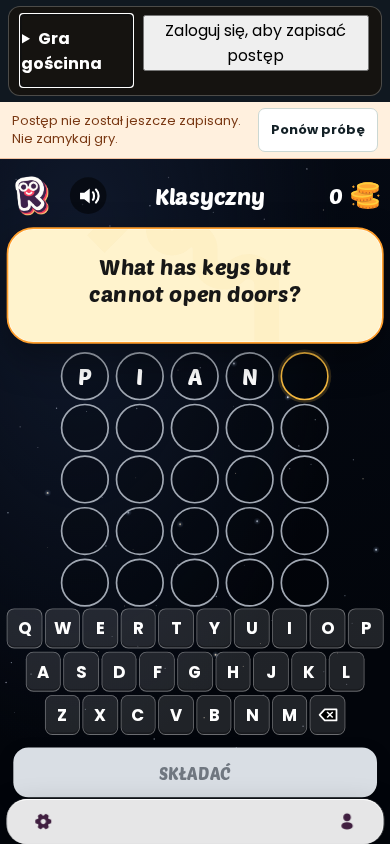 Gra
gościnna
Zaloguj się, aby zapisać
postęp
Postęp nie został jeszcze zapisany.
Nie zamykaj gry.
Ponów próbę
R
Klasyczny
0
What has keys but
cannot open doors?
P I A N
Q W E R T Y U I O P
A S D F G H J K L
Z X C V B N M
SKŁADAĆ